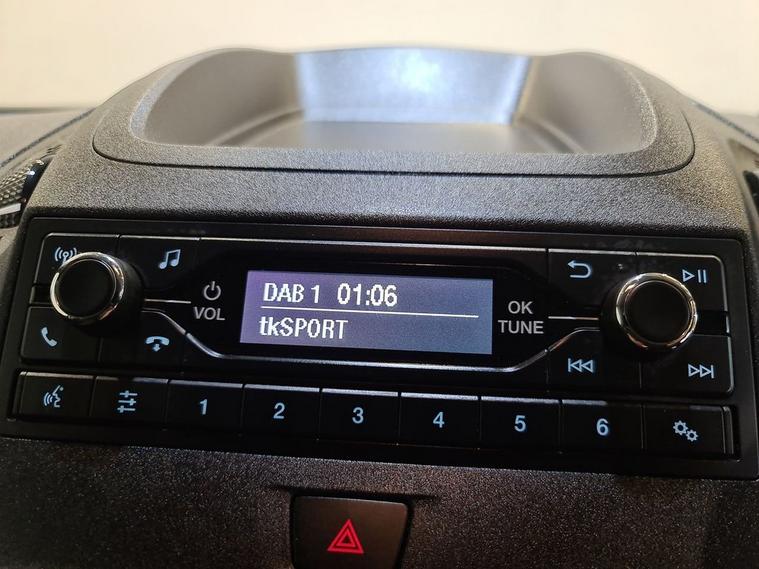 DAB 1 01:06
tkSPORT
VOL
OK
TUNE
1 2 3 4 5 6